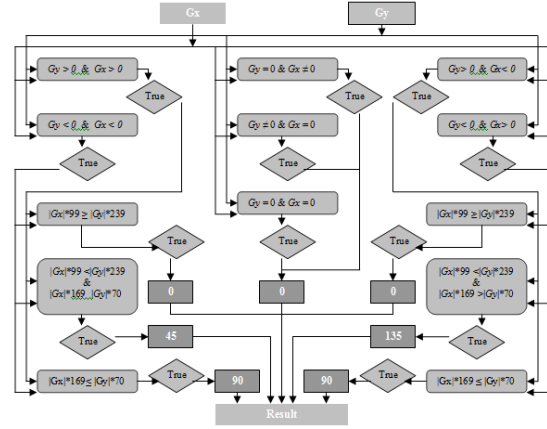 Gx
Gy
Gy > 0 & Gx > 0
Gy = 0 & Gx ≠ 0
Gy> 0 & Gx< 0
True
True
True
Gy < 0 & Gx < 0
Gy ≠ 0 & Gx = 0
Gy< 0 & Gx> 0
True
True
True
Gy = 0 & Gx = 0
|Gx|*99 ≥ |Gy|*239
|Gx|*99 ≥ |Gy|*239
True
True
True
|Gx|*99 <|Gy|*239
&
|Gx|*169 |Gy|*70
|Gx|*99 <|Gy|*239
&
|Gx|*169 >|Gy|*70
0
0
0
True
45
135
True
|Gx|*169 ≤ |Gy|*70
True
90
90
True
|Gx|*169 ≤ |Gy|*70
Result